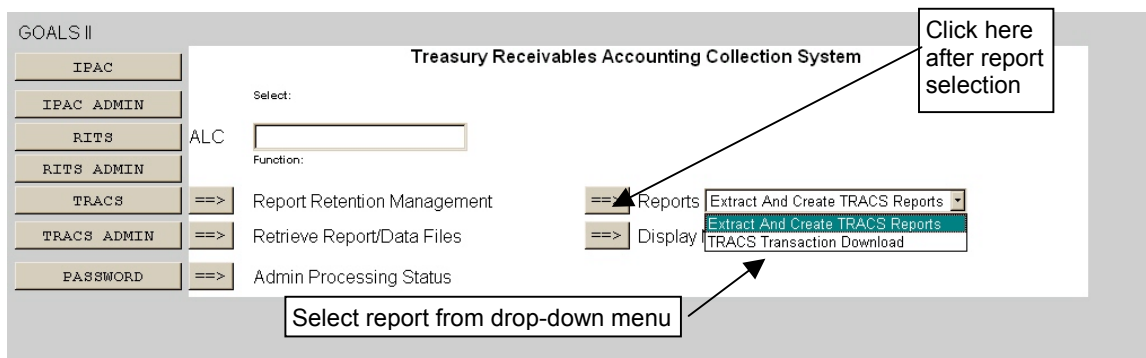 GOALS II
Treasury Receivables Accounting Collection System
Click here
after report
selection
IPAC
IPAC ADMIN
RITS
RITS ADMIN
TRACS
TRACS ADMIN
PASSWORD
Select:
ALC
Function:
==> Report Retention Management
==> Reports Extract And Create TRACS Reports
Extract And Create TRACS Reports
TRACS Transaction Download
==> Retrieve Report/Data Files
==> Display
==> Admin Processing Status
Select report from drop-down menu